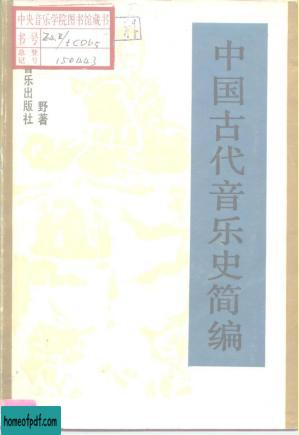 中央音乐学院图书馆藏书
书号
总登记号
150443
野著
音乐出版社
中国古代音乐史简编
homeofpdf.com